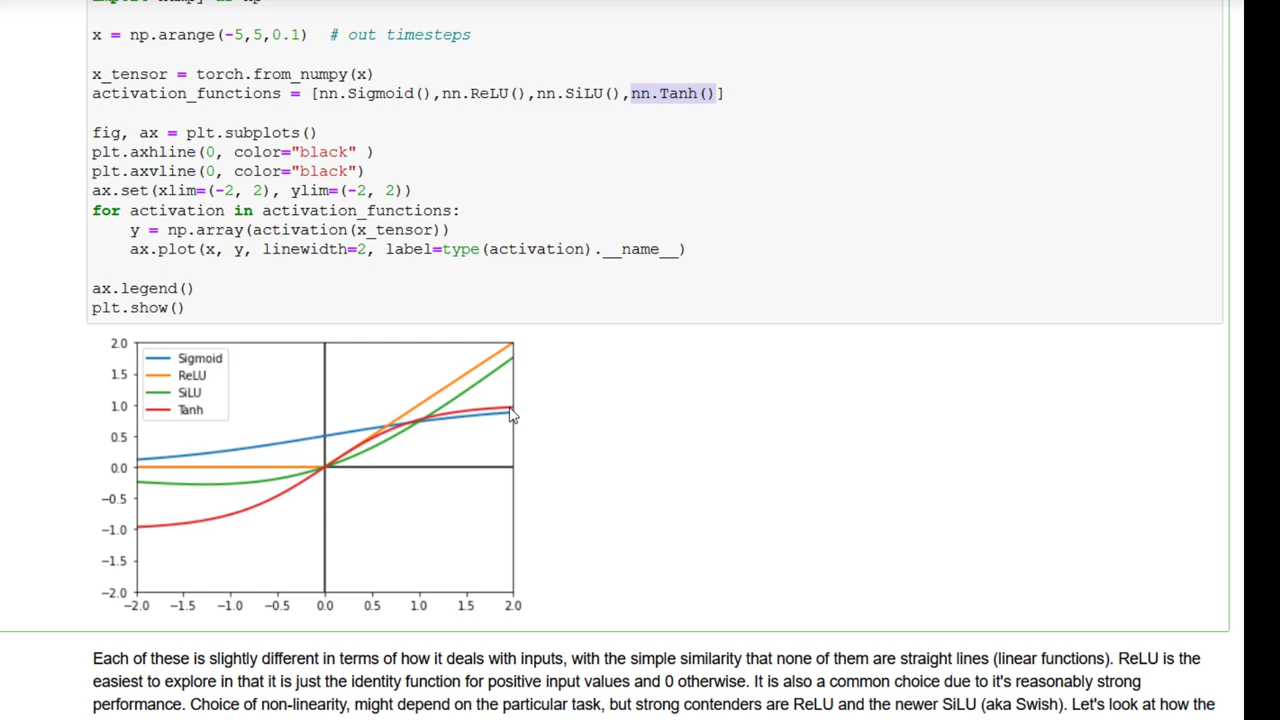 x = np.arange(-5,5,0.1)  # out timesteps
x_tensor = torch.from_numpy(x)
activation_functions = [nn.Sigmoid(),nn.ReLU(),nn.SiLU(),nn.Tanh()]
fig, ax = plt.subplots()
plt.axhline(0, color="black" )
plt.axvline(0, color="black")
ax.set(xlim=(-2, 2), ylim=(-2, 2))
for activation in activation_functions:
    y = np.array(activation(x_tensor))
    ax.plot(x, y, linewidth=2, label=type(activation).__name__)
ax.legend()
plt.show()
2.0
1.5
1.0
0.5
0.0
−0.5
−1.0
−1.5
−2.0
Sigmoid
ReLU
SiLU
Tanh
−2.0 −1.5 −1.0 −0.5 0.0 0.5 1.0 1.5 2.0
Each of these is slightly different in terms of how it deals with inputs, with the simple similarity that none of them are straight lines (linear functions). ReLU is the
easiest to explore in that it is just the identity function for positive input values and 0 otherwise. It is also a common choice due to it's reasonably strong
performance. Choice of non-linearity, might depend on the particular task, but strong contenders are ReLU and the newer SiLU (aka Swish). Let's look at how the